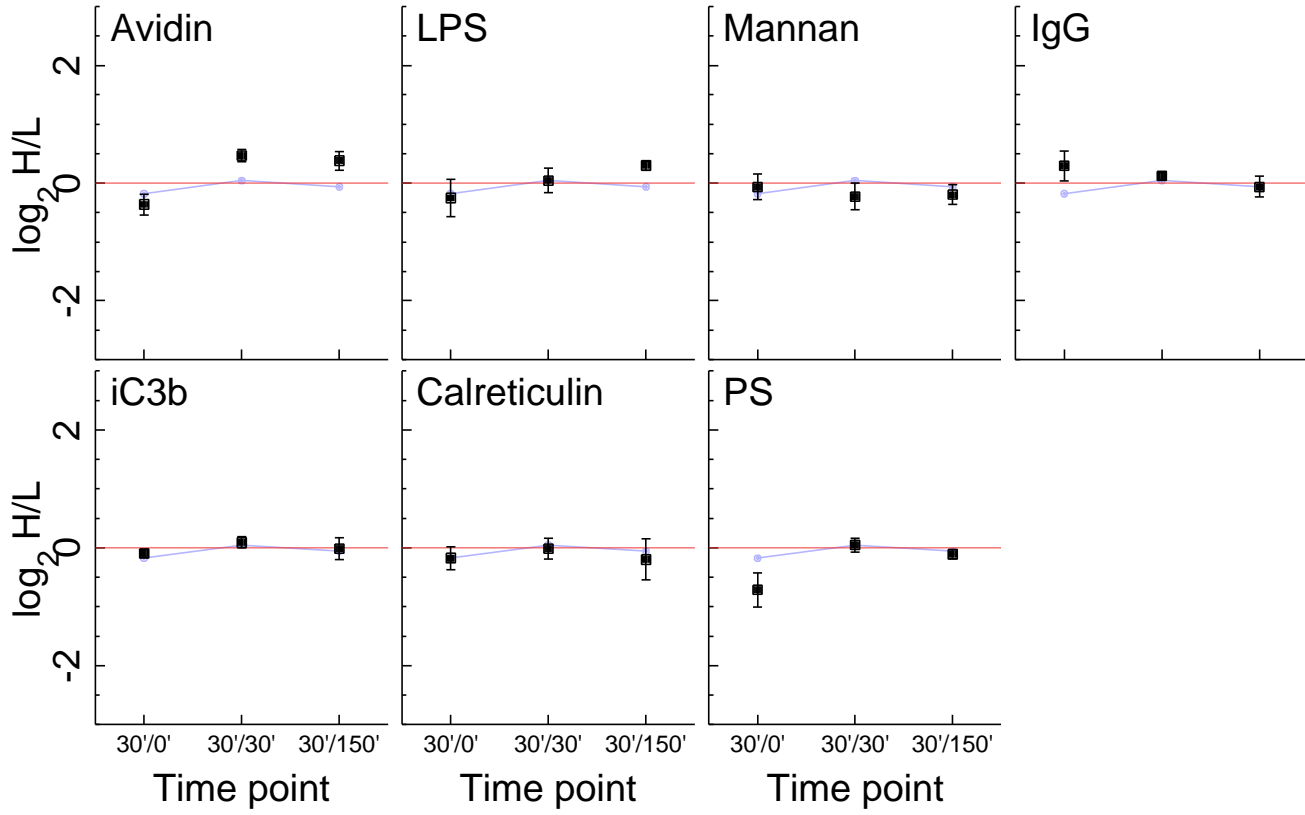 Avidin
LPS
Mannan
IgG
2
0
-2
log2 H/L
iC3b
Calreticulin
PS
2
0
-2
log2 H/L
30'/0' 30'/30' 30'/150'
30'/0' 30'/30' 30'/150'
30'/0' 30'/30' 30'/150'
Time point
Time point
Time point